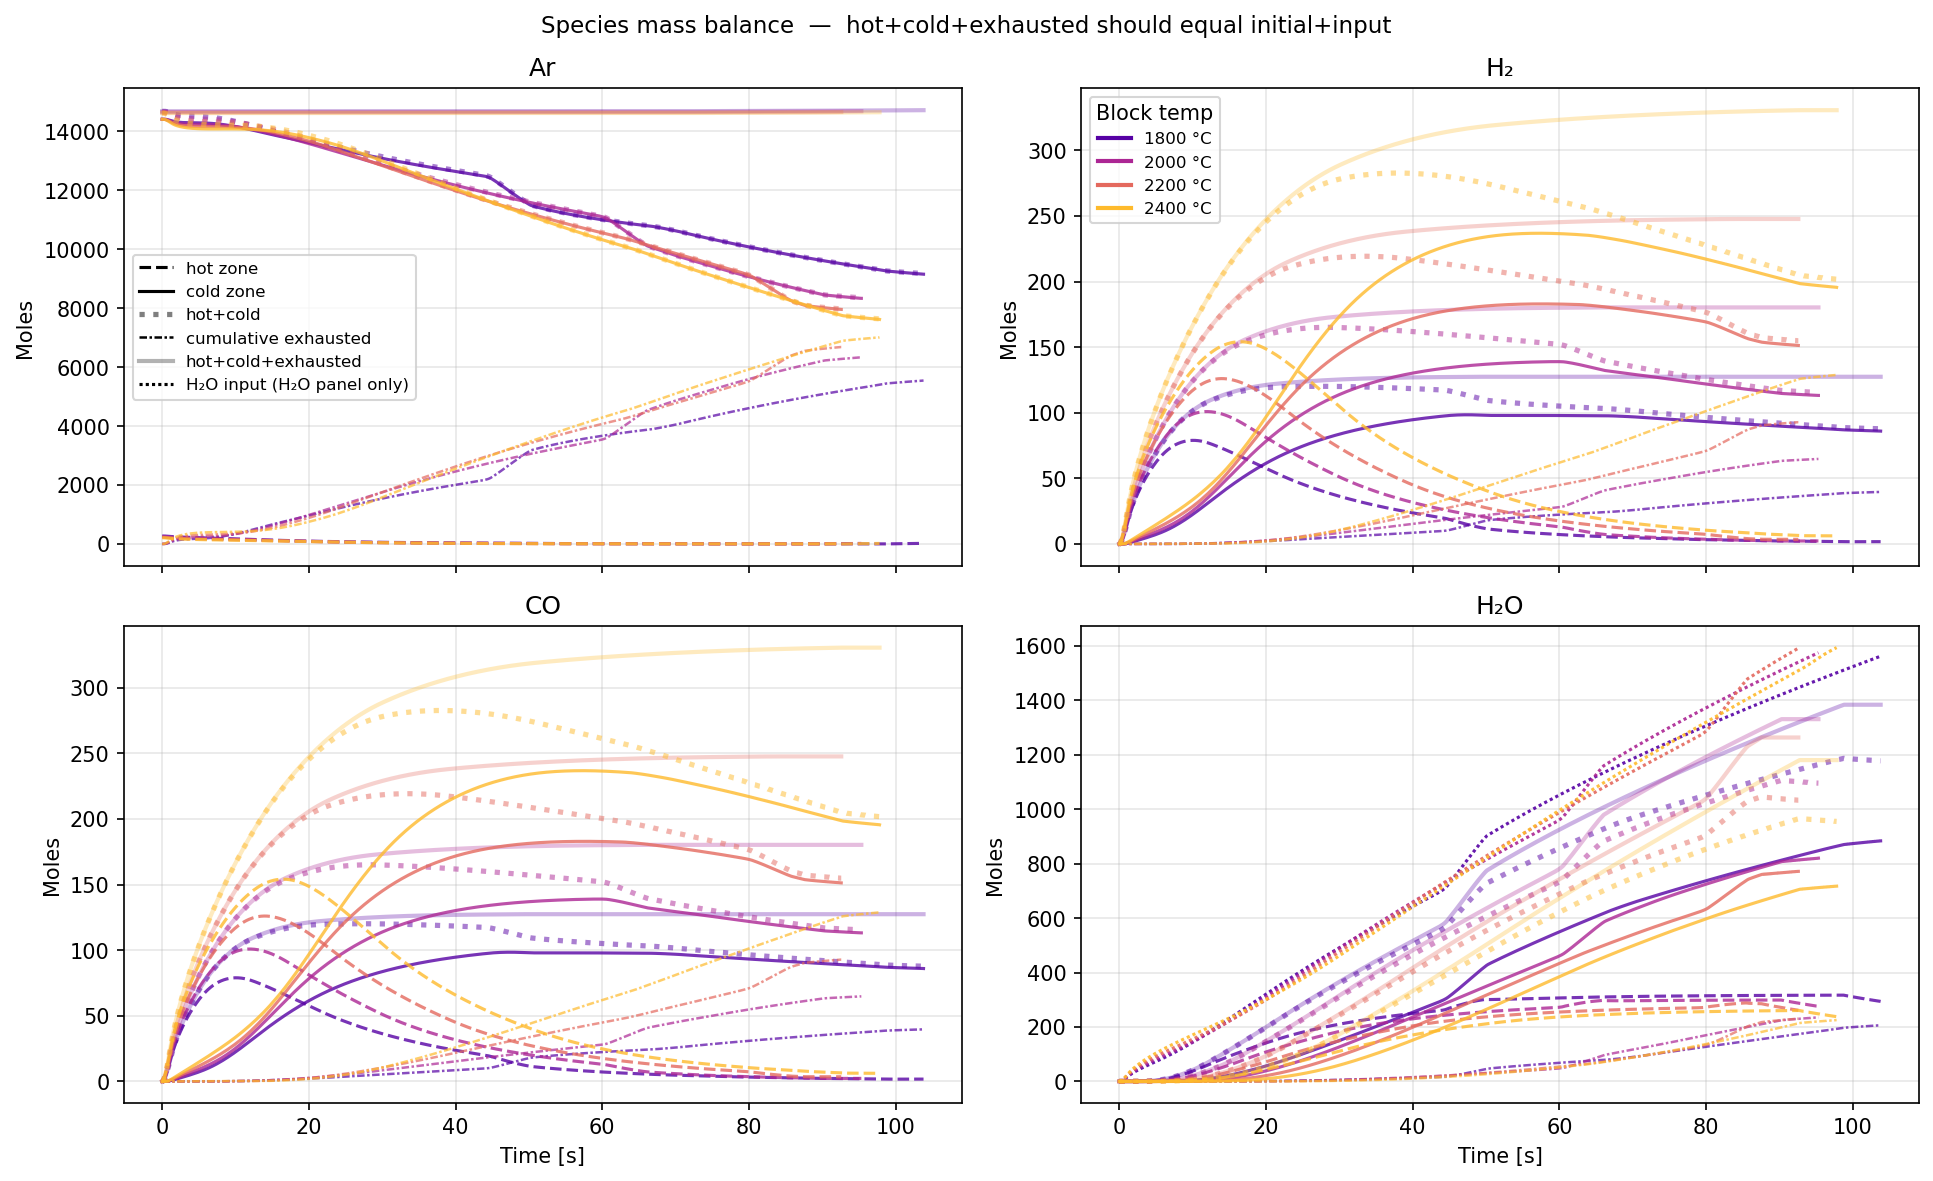 Species mass balance — hot+cold+exhausted should equal initial+input
Ar
Moles
14000
12000
10000
8000
6000
4000
2000
0
hot zone
cold zone
hot+cold
cumulative exhausted
hot+cold+exhausted
H₂O input (H₂O panel only)
H₂
Moles
300
250
200
150
100
50
0
Block temp
1800 °C
2000 °C
2200 °C
2400 °C
CO
Moles
300
250
200
150
100
50
0
0 20 40 60 80 100
Time [s]
H₂O
Moles
1600
1400
1200
1000
800
600
400
200
0
0 20 40 60 80 100
Time [s]